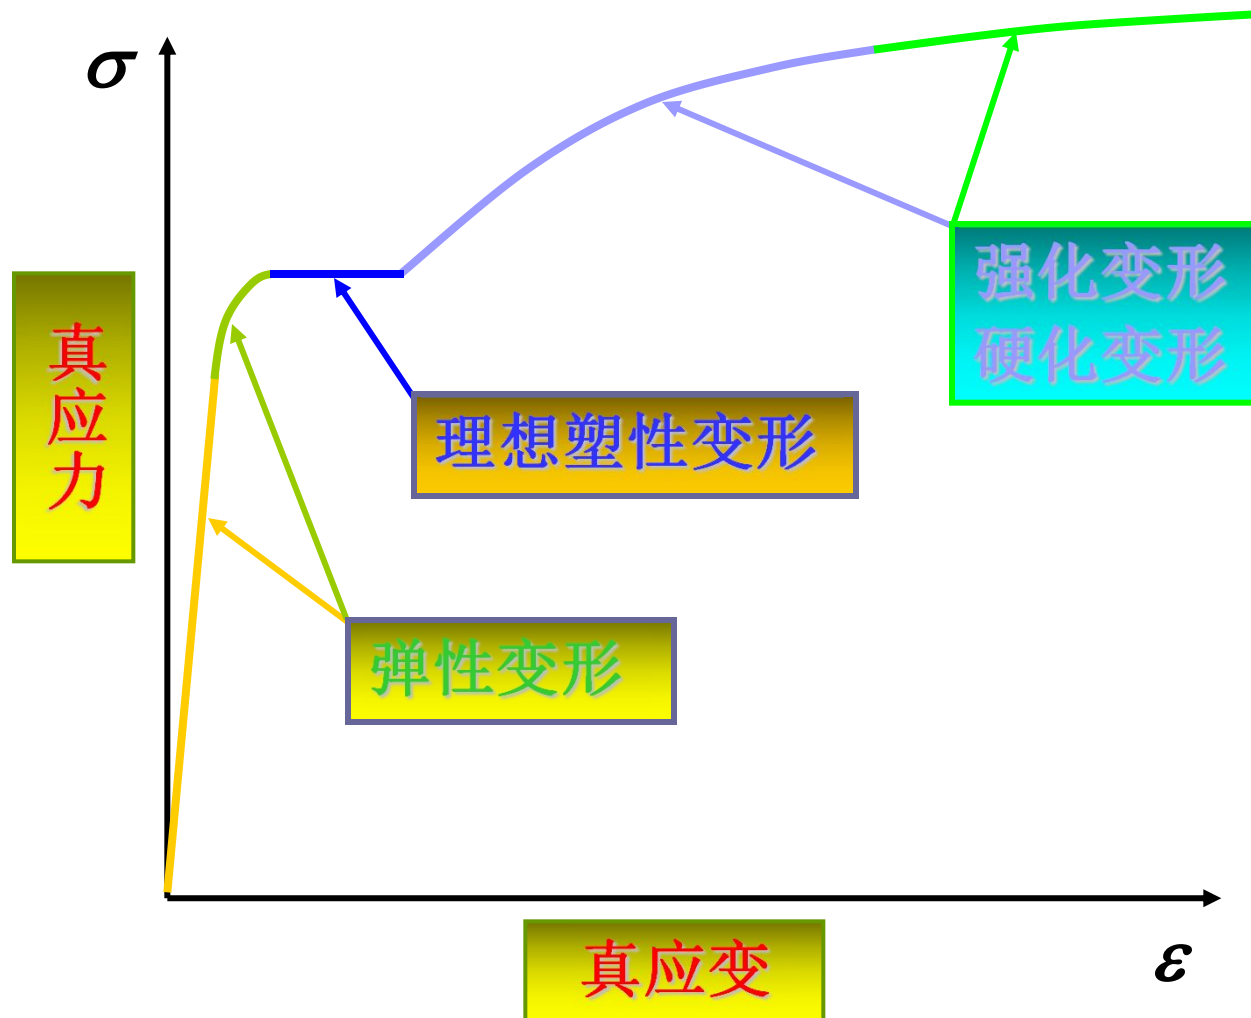 σ
强化变形
硬化变形
真应力
理想塑性变形
弹性变形
真应变
ε